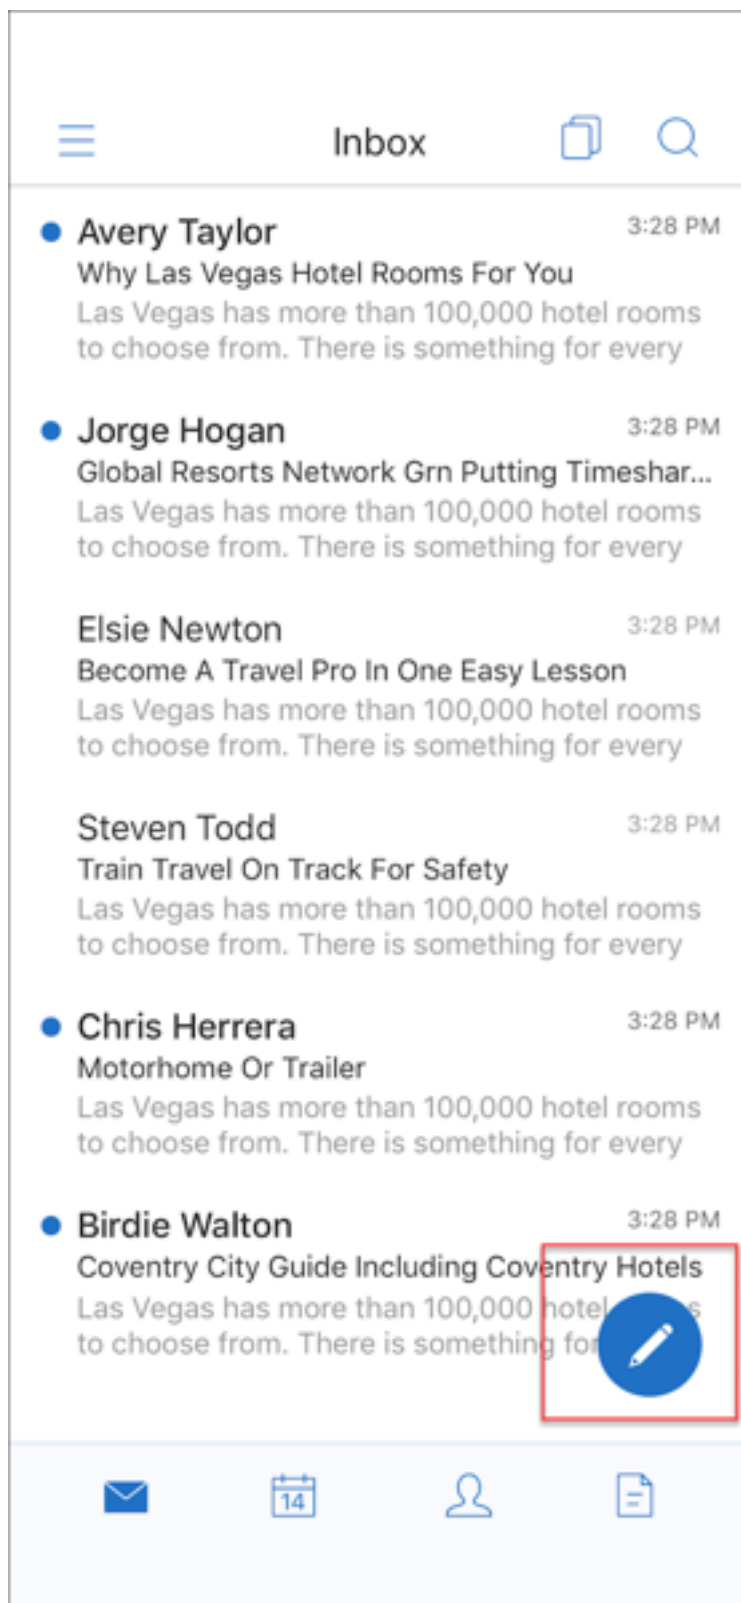 Inbox
Avery Taylor 3:28 PM
Why Las Vegas Hotel Rooms For You
Las Vegas has more than 100,000 hotel rooms
to choose from. There is something for every
Jorge Hogan 3:28 PM
Global Resorts Network Grn Putting Timeshar...
Las Vegas has more than 100,000 hotel rooms
to choose from. There is something for every
Elsie Newton 3:28 PM
Become A Travel Pro In One Easy Lesson
Las Vegas has more than 100,000 hotel rooms
to choose from. There is something for every
Steven Todd 3:28 PM
Train Travel On Track For Safety
Las Vegas has more than 100,000 hotel rooms
to choose from. There is something for every
Chris Herrera 3:28 PM
Motorhome Or Trailer
Las Vegas has more than 100,000 hotel rooms
to choose from. There is something for every
Birdie Walton 3:28 PM
Coventry City Guide Including Coventry Hotels
Las Vegas has more than 100,000 hotel
to choose from. There is something for
14